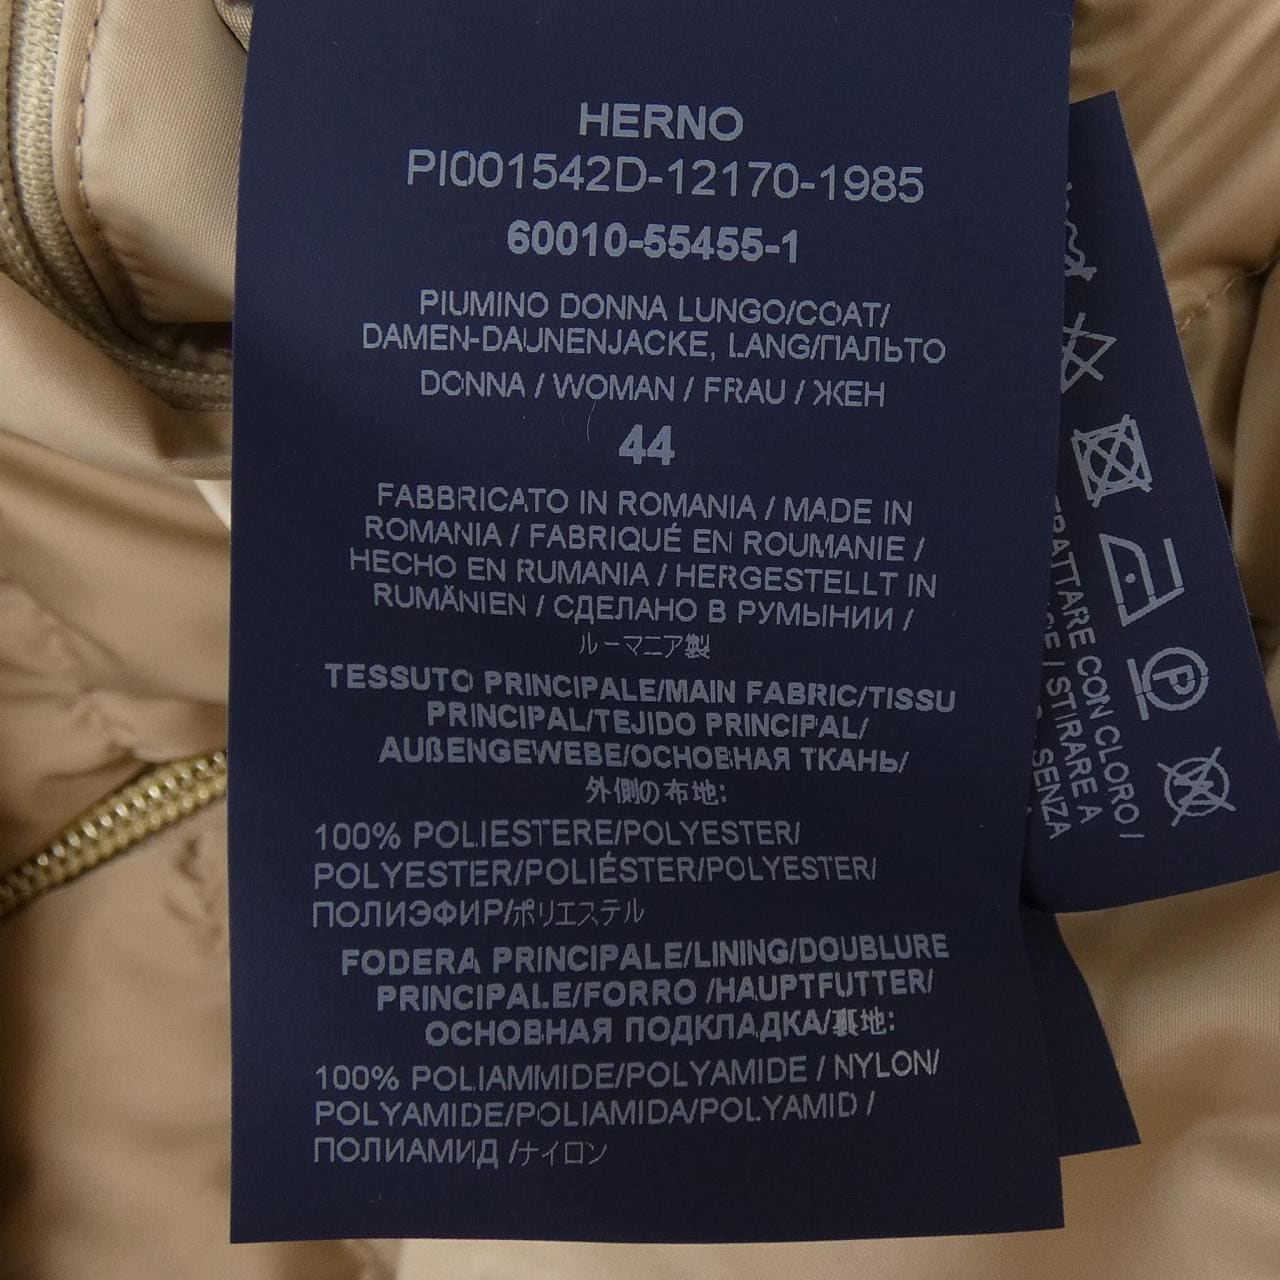 HERNO
PI001542D-12170-1985
60010-55455-1
PIUMINO DONNA LUNGO/COAT/
DAMEN-DAUNENJACKE, LANG/ПАЛЬТО
DONNA / WOMAN / FRAU / ЖЕН
44
FABBRICATO IN ROMANIA / MADE IN
ROMANIA / FABRIQUÉ EN ROUMANIE /
HECHO EN RUMANIA / HERGESTELLT IN
RUMÄNIEN / СДЕЛАНО В РУМЫНИИ /
ルーマニア製
TESSUTO PRINCIPALE/MAIN FABRIC/TISSU
PRINCIPAL/TEJIDO PRINCIPAL/
AUßENGEWEBE/ОСНОВНАЯ ТКАНЬ/
外側の布地:
100% POLIESTERE/POLYESTER/
POLYESTER/POLIÉSTER/POLYESTER/
ПОЛИЭФИР/ポリエステル
FODERA PRINCIPALE/LINING/DOUBLURE
PRINCIPALE/FORRO /HAUPTFUTTER/
ОСНОВНАЯ ПОДКЛАДКА/裏地:
100% POLIAMMIDE/POLYAMIDE / NYLON/
POLYAMIDE/POLIAMIDA/POLYAMID /
ПОЛИАМИД /ナイロン
TRATTARE CON CLORO /
/ STIRARE A
SENZA